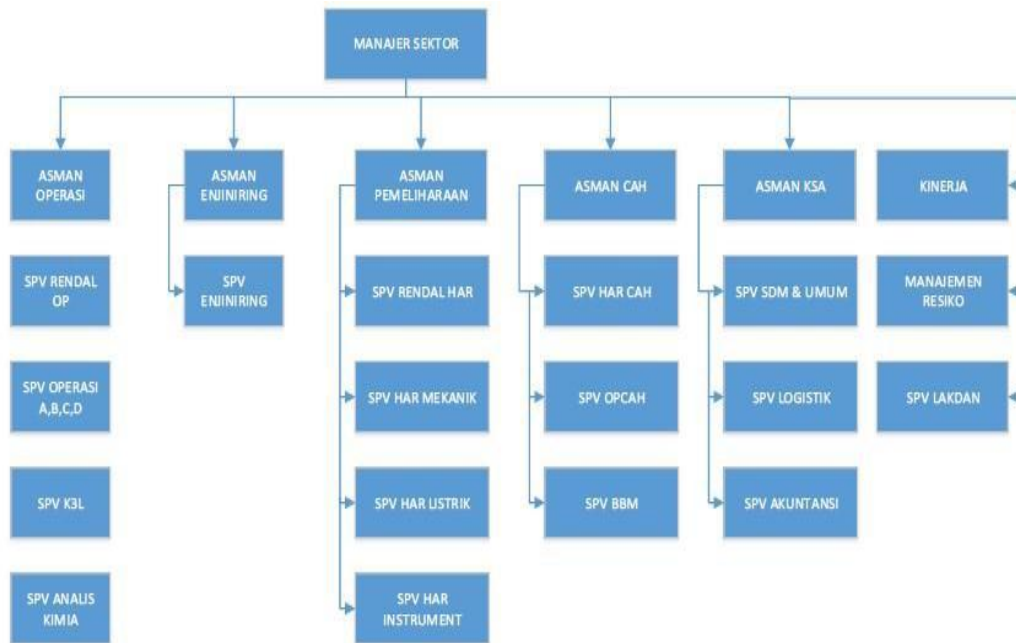 MANAJER SEKTOR
ASMAN
OPERASI
ASMAN
ENJINIRING
ASMAN
PEMELIHARAAN
ASMAN CAH
ASMAN KSA
KINERJA
SPV RENDAL
OP
SPV
ENJINIRING
SPV RENDAL HAR
SPV HAR CAH
SPV SDM & UMUM
MANAJEMEN
RESIKO
SPV OPERASI
A,B,C,D
SPV HAR MEKANIK
SPV OPCAH
SPV LOGISTIK
SPV LAKDAN
SPV K3L
SPV HAR LISTRIK
SPV BBM
SPV AKUNTANSI
SPV ANALIS
KIMIA
SPV HAR
INSTRUMENT